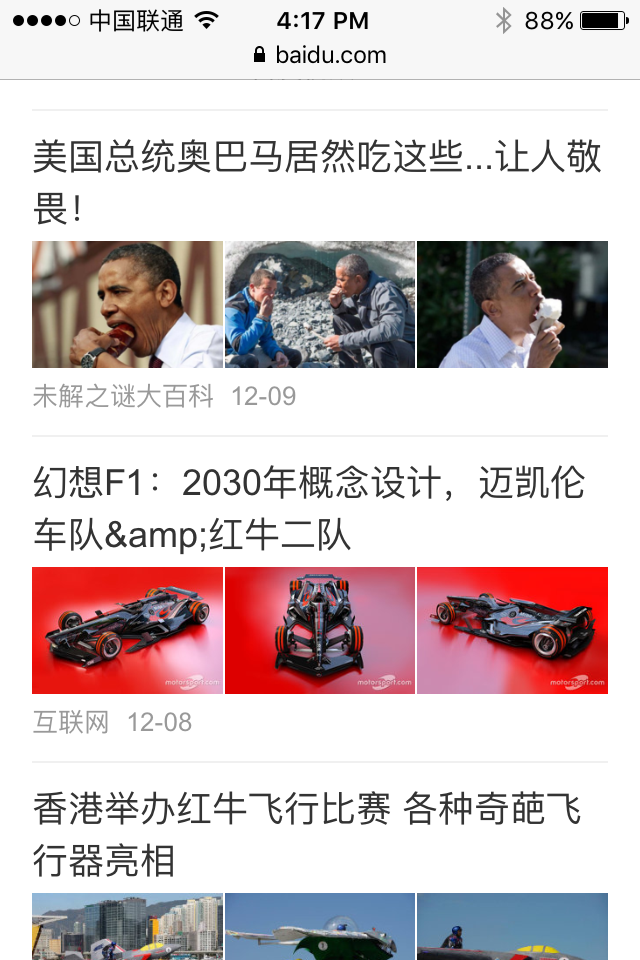 中国联通 4:17 PM 88%
baidu.com
美国总统奥巴马居然吃这些...让人敬
畏！
未解之谜大百科 12-09
幻想F1：2030年概念设计，迈凯伦
车队&amp;红牛二队
motorsport.com motorsport.com motorsport.com
互联网 12-08
香港举办红牛飞行比赛 各种奇葩飞
行器亮相